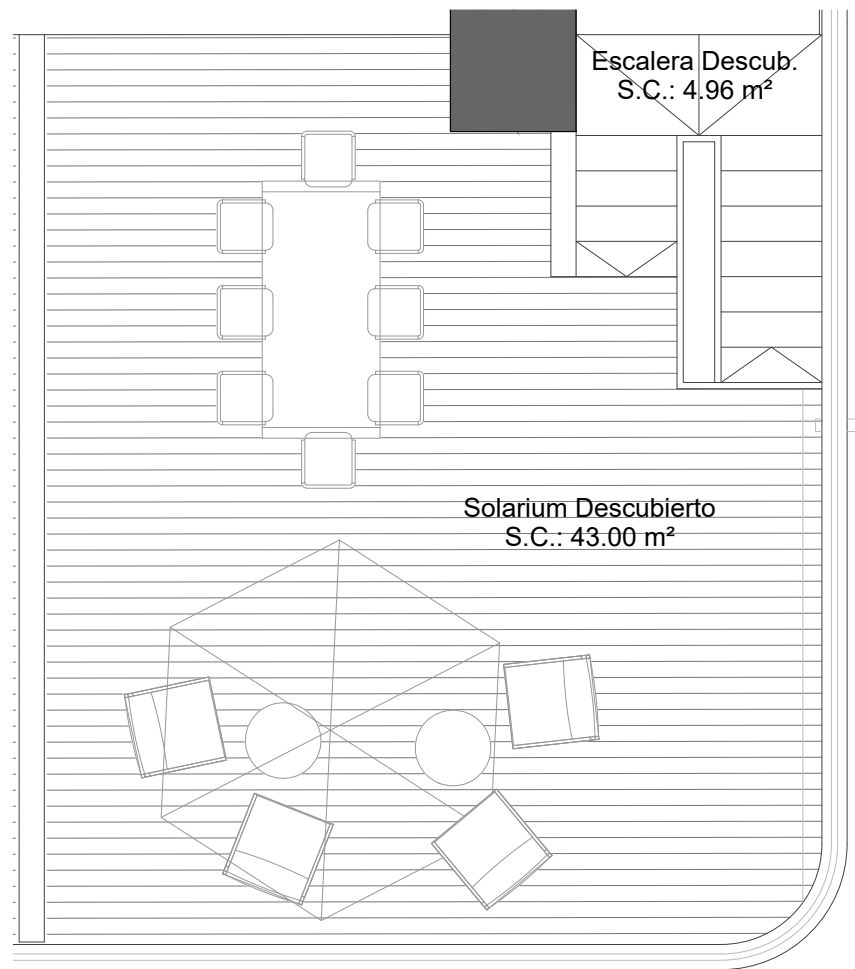 Escalera Descub.
S.C.: 4.96 m²
Solarium Descubierto
S.C.: 43.00 m²